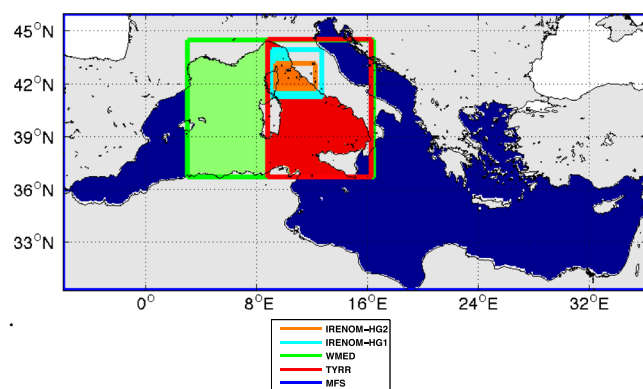 45°N
42°N
39°N
36°N
33°N
0°
8°E
16°E
24°E
32°E
IRENOM-HG2
IRENOM-HG1
WMED
TYRR
MFS